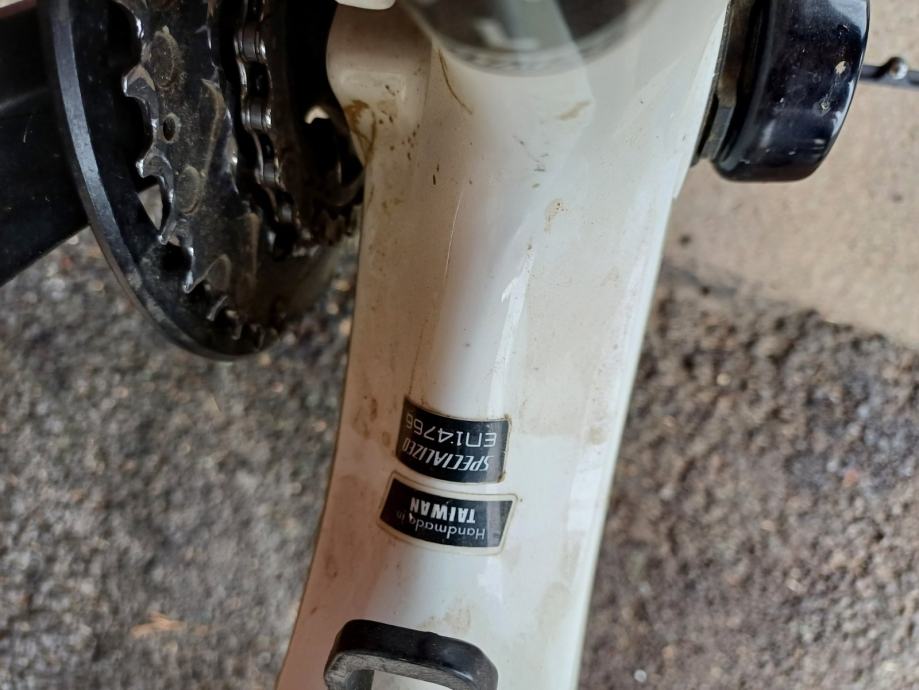 Handmade in
TAIWAN
SPECIALIZED
EN14766